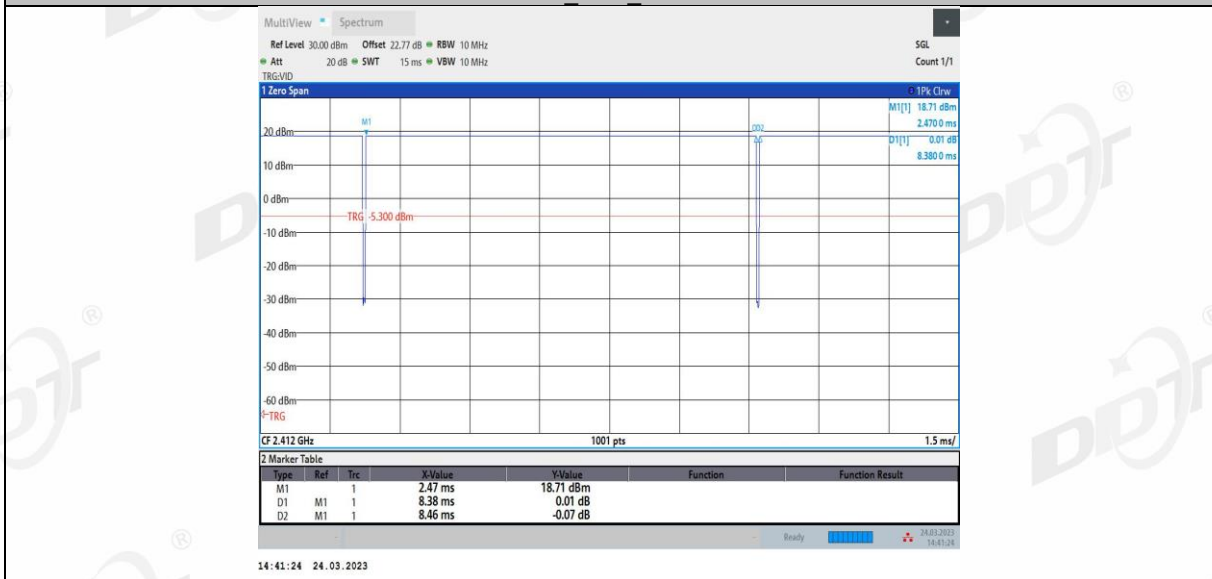 MultiView Spectrum
Ref Level 30.00 dBm Offset 22.77 dB RBW 10 MHz SGL
Att 20 dB SWT 15 ms VBW 10 MHz Count 1/1
TRG:VID
1 Zero Span 1Pk Clrw
M1[1] 18.71 dBm
2.470 0 ms
D1[1] 0.01 dB
8.380 0 ms
M1
20 dBm
10 dBm
0 dBm
TRG -5.300 dBm
-10 dBm
-20 dBm
-30 dBm
-40 dBm
-50 dBm
-60 dBm
TRG
CF 2.412 GHz 1001 pts 1.5 ms/
2 Marker Table
Type Ref Trc X-Value Y-Value Function Function Result
M1 1 2.47 ms 18.71 dBm
D1 M1 1 8.38 ms 0.01 dB
D2 M1 1 8.46 ms -0.07 dB
Ready 24.03.2023
14:41:24
14:41:24 24.03.2023
DDT
DDT
DDT
DDT